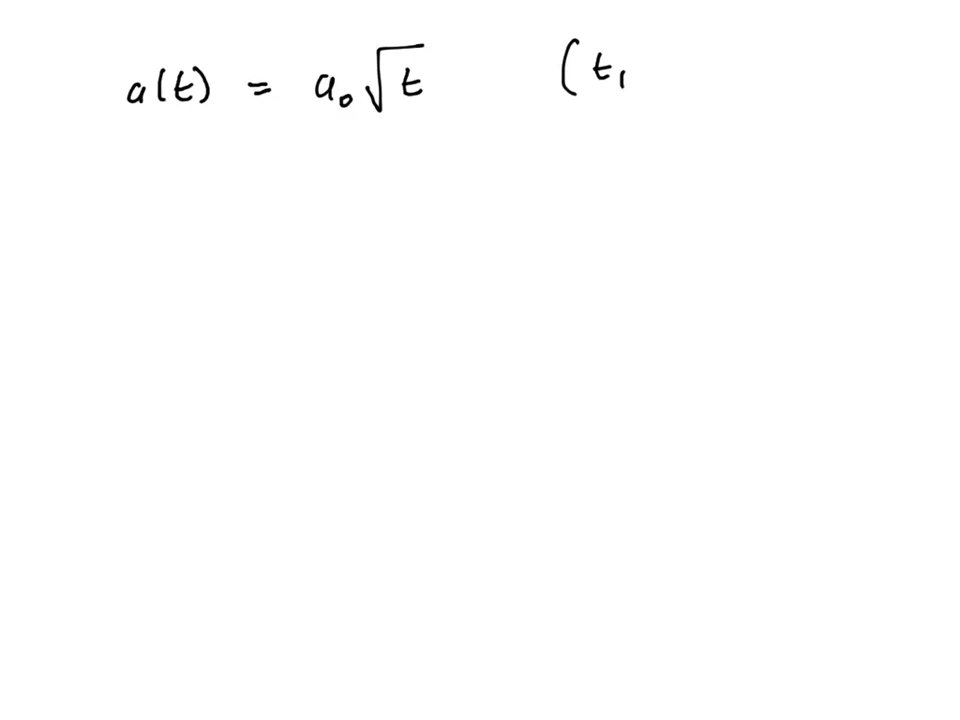 a(t) = a₀√t (t₁